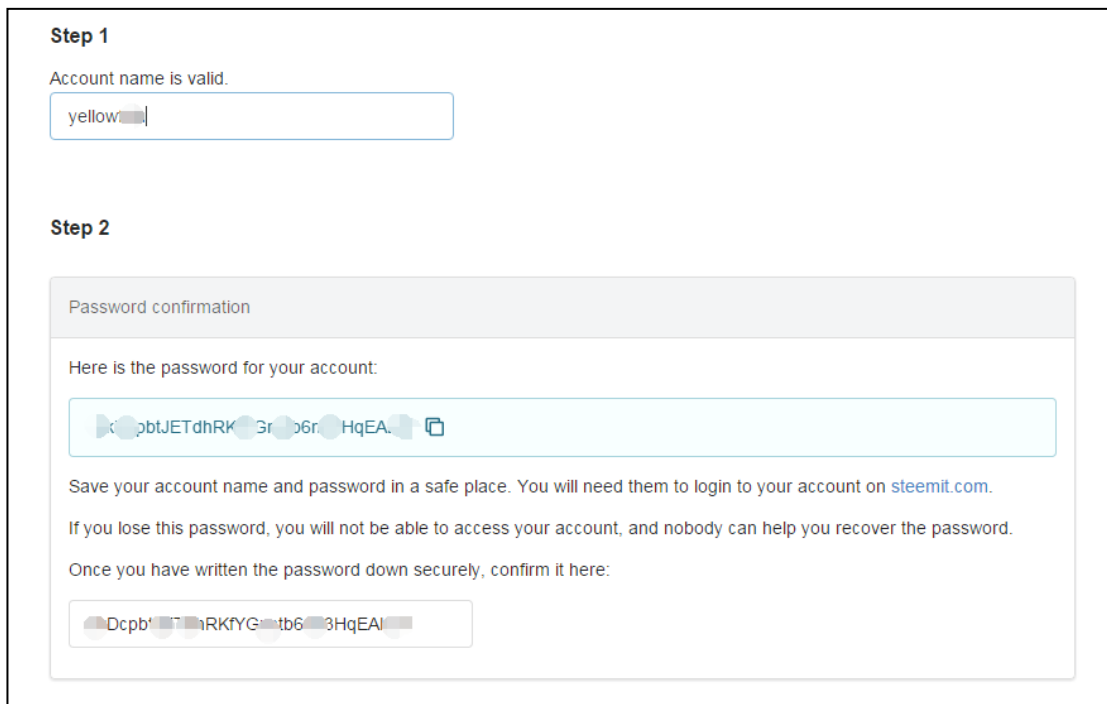 Step 1
Account name is valid.
Step 2
Password confirmation
Here is the password for your account:
Save your account name and password in a safe place. You will need them to login to your account on steemit.com.
If you lose this password, you will not be able to access your account, and nobody can help you recover the password.
Once you have written the password down securely, confirm it here: